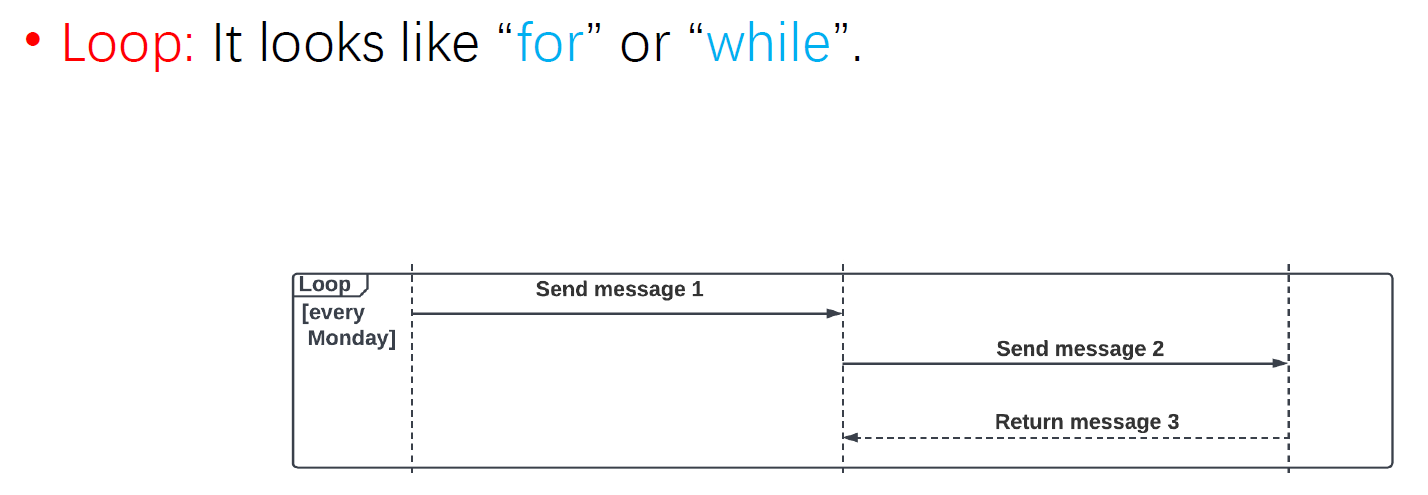 • Loop: It looks like “for” or “while”.
Loop
[every
Monday]
Send message 1
Send message 2
Return message 3